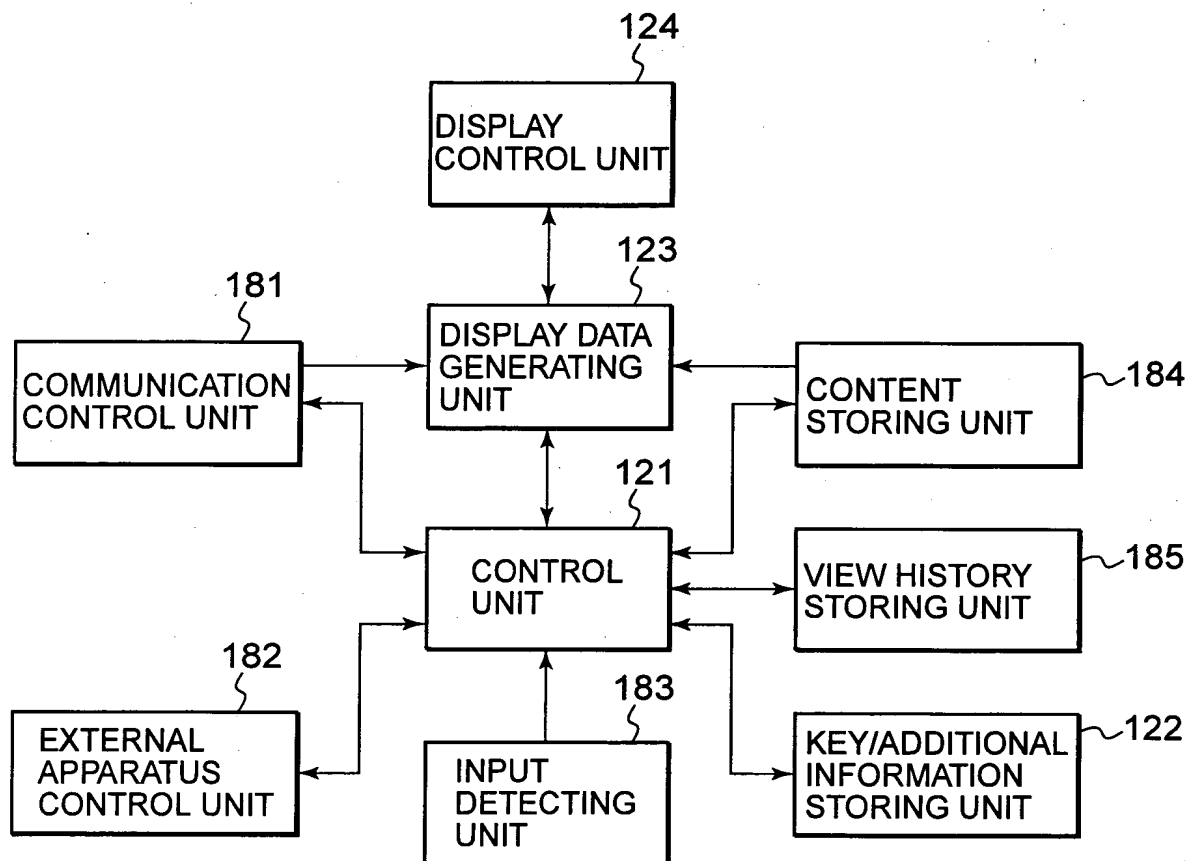 124
DISPLAY
CONTROL UNIT
123
DISPLAY DATA
GENERATING
UNIT
181
COMMUNICATION
CONTROL UNIT
184
CONTENT
STORING UNIT
121
CONTROL
UNIT
185
VIEW HISTORY
STORING UNIT
182
EXTERNAL
APPARATUS
CONTROL UNIT
183
INPUT
DETECTING
UNIT
122
KEY/ADDITIONAL
INFORMATION
STORING UNIT